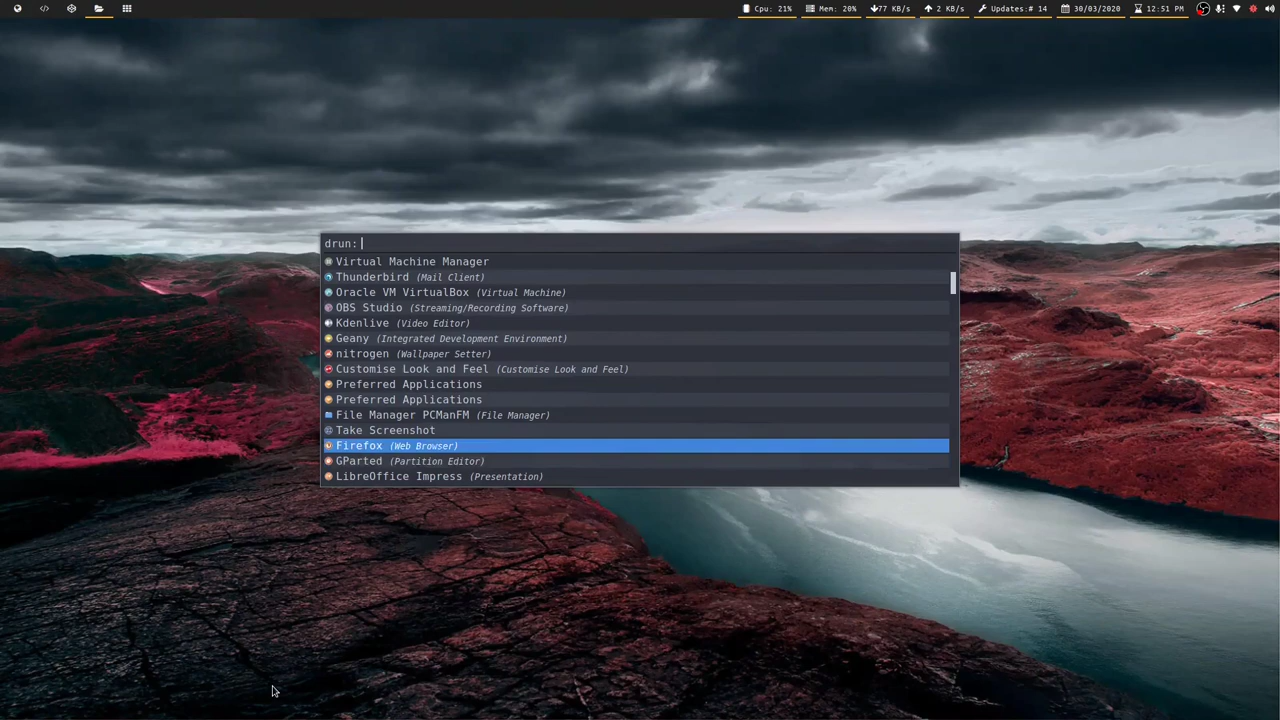 Cpu: 21% Mem: 20% 77 KB/s 2 KB/s Updates:# 14 30/03/2020 12:51 PM
drun:
Virtual Machine Manager
Thunderbird (Mail Client)
Oracle VM VirtualBox (Virtual Machine)
OBS Studio (Streaming/Recording Software)
Kdenlive (Video Editor)
Geany (Integrated Development Environment)
nitrogen (Wallpaper Setter)
Customise Look and Feel (Customise Look and Feel)
Preferred Applications
Preferred Applications
File Manager PCManFM (File Manager)
Take Screenshot
Firefox (Web Browser)
GParted (Partition Editor)
LibreOffice Impress (Presentation)